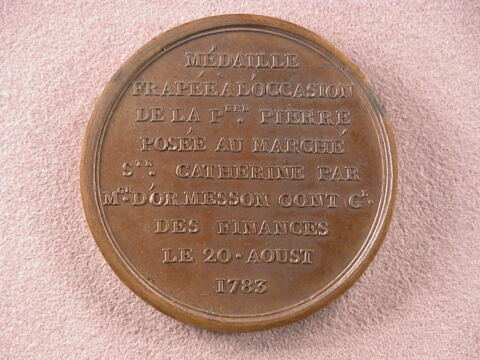 MÉDAILLE
FRAPÉE A L'OCCASION
DE LA P.ERE PIERRE
POSÉE AU MARCHÉ
S.TE CATHERINE PAR
M.GR D'ORMESSON CONT G.L
DES FINANCES
LE 20-AOUST
1783